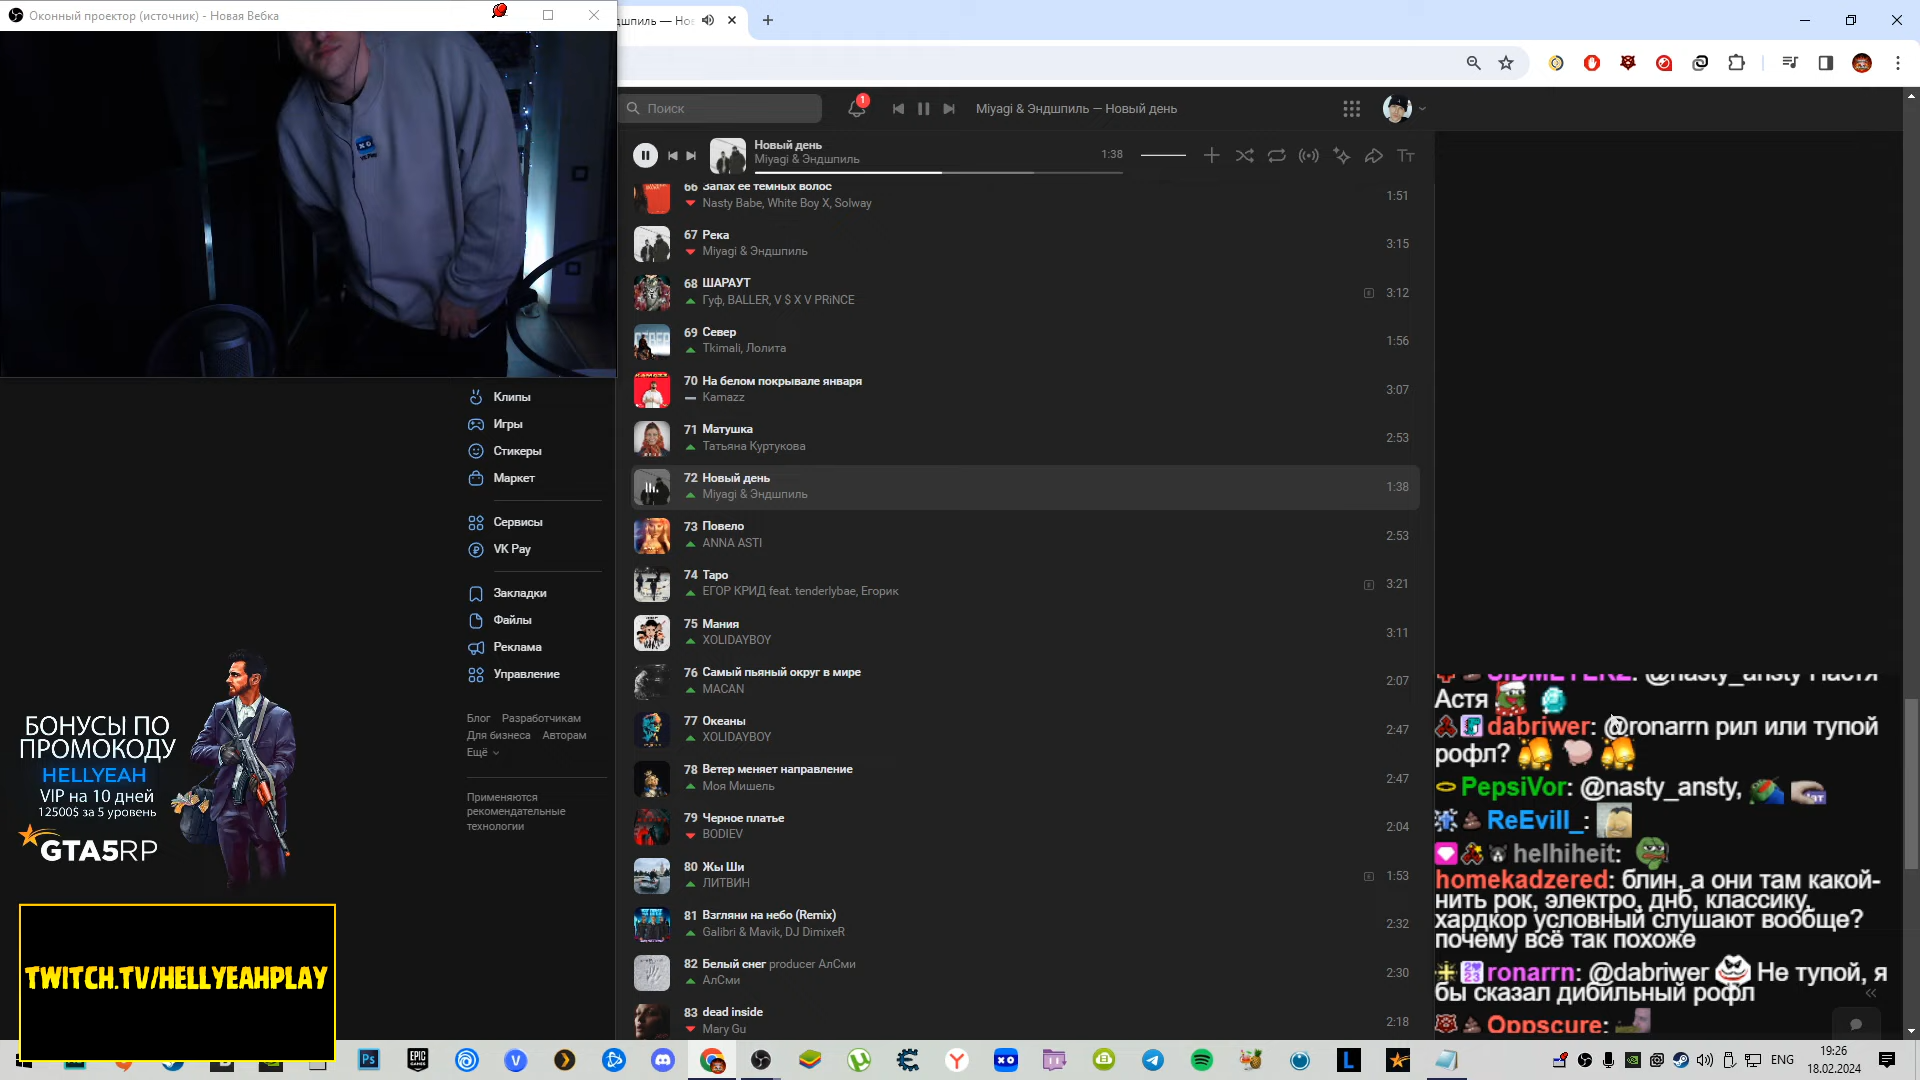 Оконный проектор (источник) - Новая Вебка
Поиск
1
Miyagi & Эндшпиль — Новый день
Новый день
Miyagi & Эндшпиль
1:38
66 Запах её тёмных волос
Nasty Babe, White Boy X, Solway
1:51
67 Река
Miyagi & Эндшпиль
3:15
68 ШАРАУТ
Гуф, BALLER, V $ X V PRiNCE
3:12
69 Север
Tkimali, Лолита
1:56
70 На белом покрывале января
Kamazz
3:07
71 Матушка
Татьяна Куртукова
2:53
72 Новый день
Miyagi & Эндшпиль
1:38
73 Повело
ANNA ASTI
2:53
74 Таро
ЕГОР КРИД feat. tenderlybae, Егорик
3:21
75 Мания
XOLIDAYBOY
3:11
76 Самый пьяный округ в мире
MACAN
2:07
77 Океаны
XOLIDAYBOY
2:47
78 Ветер меняет направление
Моя Мишель
2:47
79 Черное платье
BODIEV
2:04
80 Жы Ши
ЛИТВИН
1:53
81 Взгляни на небо (Remix)
Galibri & Mavik, DJ DimixeR
2:32
82 Белый снег producer АлСми
АлСми
2:30
83 dead inside
Mary Gu
2:18
Клипы
Игры
Стикеры
Маркет
Сервисы
VK Pay
Закладки
Файлы
Реклама
Управление
Блог Разработчикам
Для бизнеса Авторам
Ещё
Применяются
рекомендательные
технологии
БОНУСЫ ПО
ПРОМОКОДУ
HELLYEAH
VIP на 10 дней
12500$ за 5 уровень
GTA5RP
TWITCH.TV/HELLYEAHPLAY
@nasty_ansty Настя
Астя
dabriwer: @ronarrn рил или тупой
рофл?
PepsiVor: @nasty_ansty,
ReEvill_:
helhiheit:
homekadzered: блин, а они там какой-
нить рок, электро, днб, классику,
хардкор условный слушают вообще?
почему всё так похоже
ronarrn: @dabriwer Не тупой, я
бы сказал дибильный рофл
Oppscure:
ENG
19:26
18.02.2024